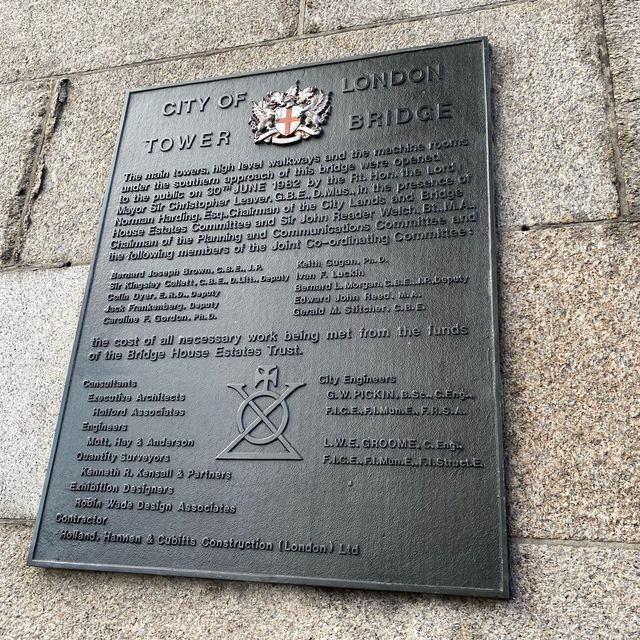 CITY OF LONDON
TOWER BRIDGE
The main towers, high level walkways and the machine rooms
under the southern approach of this bridge were opened
to the public on 30TH JUNE 1982 by the Rt. Hon. the Lord
Mayor Sir Christopher Leaver, G.B.E., D.Mus., in the presence of
Norman Harding, Esq., Chairman of the City Lands and Bridge
House Estates Committee and Sir John Reader Welch, Bt., M.A.,
Chairman of the Planning and Communications Committee and
the following members of the Joint Co-ordinating Committee:
Bernard Joseph Brown, C.B.E., J.P.
Sir Kingsley Collett, C.B.E., D.Litt., Deputy
Colin Dyer, E.R.D., Deputy
Jack Frankenberg, Deputy
Caroline F. Gordon, Ph.D.
Keith Gugan, Ph.D.
Ivan F. Luckin
Bernard L. Morgan, C.B.E., J.P., Deputy
Edward John Reed, M.A.
Gerald M. Stitcher, C.B.E.
the cost of all necessary work being met from the funds
of the Bridge House Estates Trust.
Consultants
Executive Architects
Holford Associates
Engineers
Mott, Hay & Anderson
Quantity Surveyors
Kenneth R. Kensall & Partners
Exhibition Designers
Robin Wade Design Associates
Contractor
Holland, Hannen & Cubitts Construction (London) Ltd
City Engineers
G. W. PICKIN, B.Sc., C.Eng.,
F.I.C.E., F.I.Mun.E., F.R.S.A.
L. W. E. GROOME, C.Eng.,
F.I.C.E., F.I.Mun.E., F.I.Struct.E.